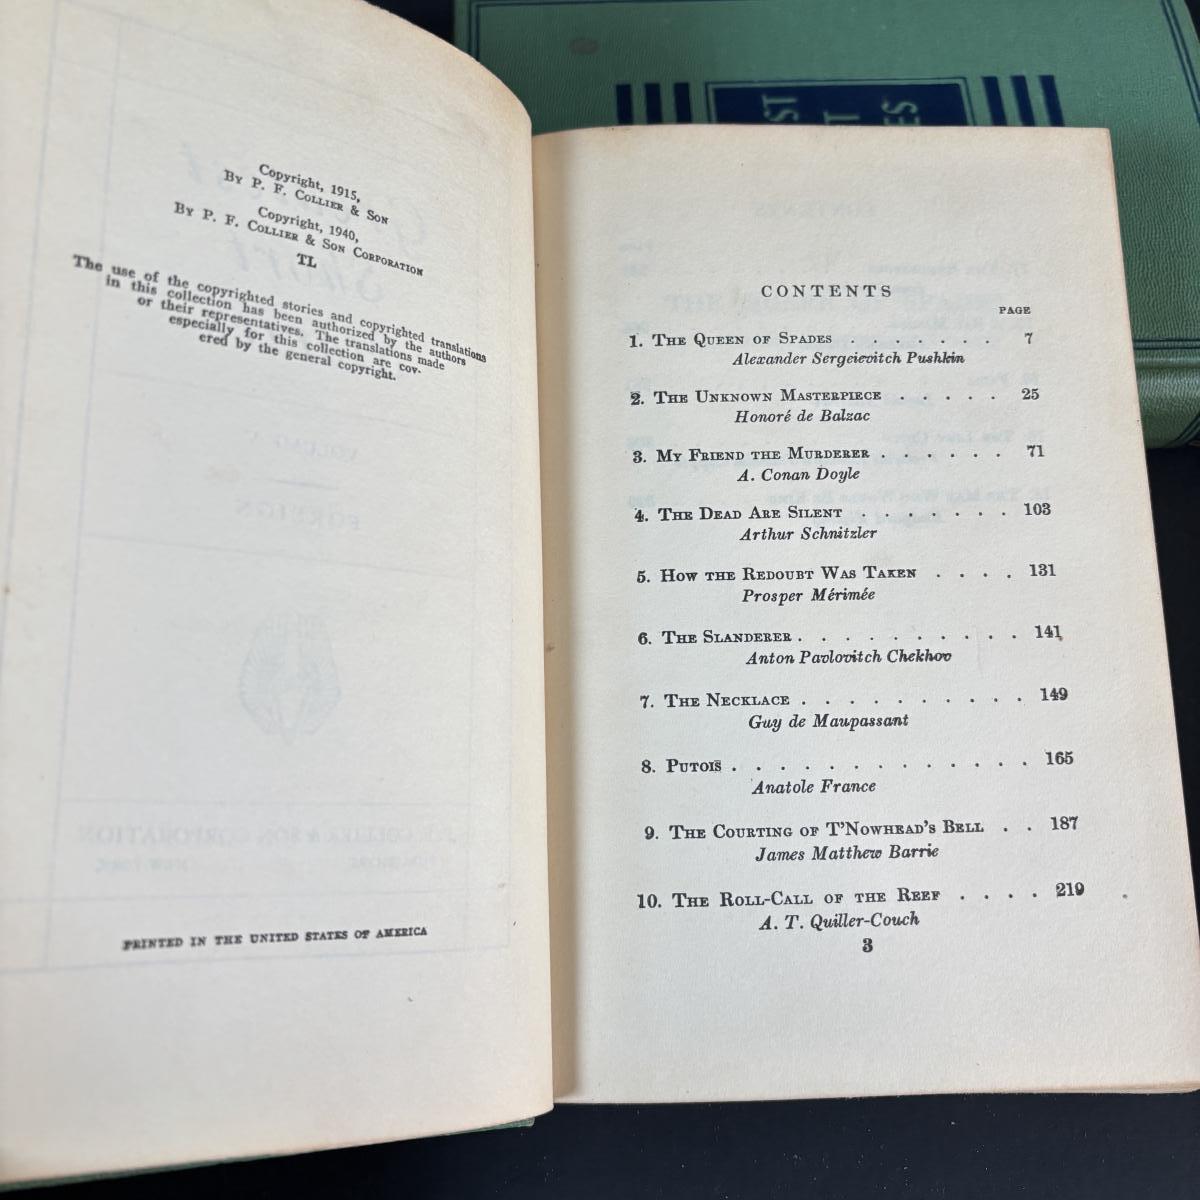 Copyright, 1915,
By P. F. Collier & Son
Copyright, 1940,
By P. F. Collier & Son Corporation
TL
The use of the copyrighted stories and copyrighted translations
in this collection has been authorized by the authors
or their representatives. The translations made
especially for this collection are cov-
ered by the general copyright.
PRINTED IN THE UNITED STATES OF AMERICA
CONTENTS
PAGE
1. The Queen of Spades . . . . . . . 7
Alexander Sergeievitch Pushkin
2. The Unknown Masterpiece . . . . . 25
Honoré de Balzac
3. My Friend the Murderer . . . . . . 71
A. Conan Doyle
4. The Dead Are Silent . . . . . . . 103
Arthur Schnitzler
5. How the Redoubt Was Taken . . . . 131
Prosper Mérimée
6. The Slanderer . . . . . . . . . . 141
Anton Pavlovitch Chekhov
7. The Necklace . . . . . . . . . . 149
Guy de Maupassant
8. Putois . . . . . . . . . . . . . 165
Anatole France
9. The Courting of T'Nowhead's Bell . . 187
James Matthew Barrie
10. The Roll-Call of the Reef . . . . 219
A. T. Quiller-Couch
3